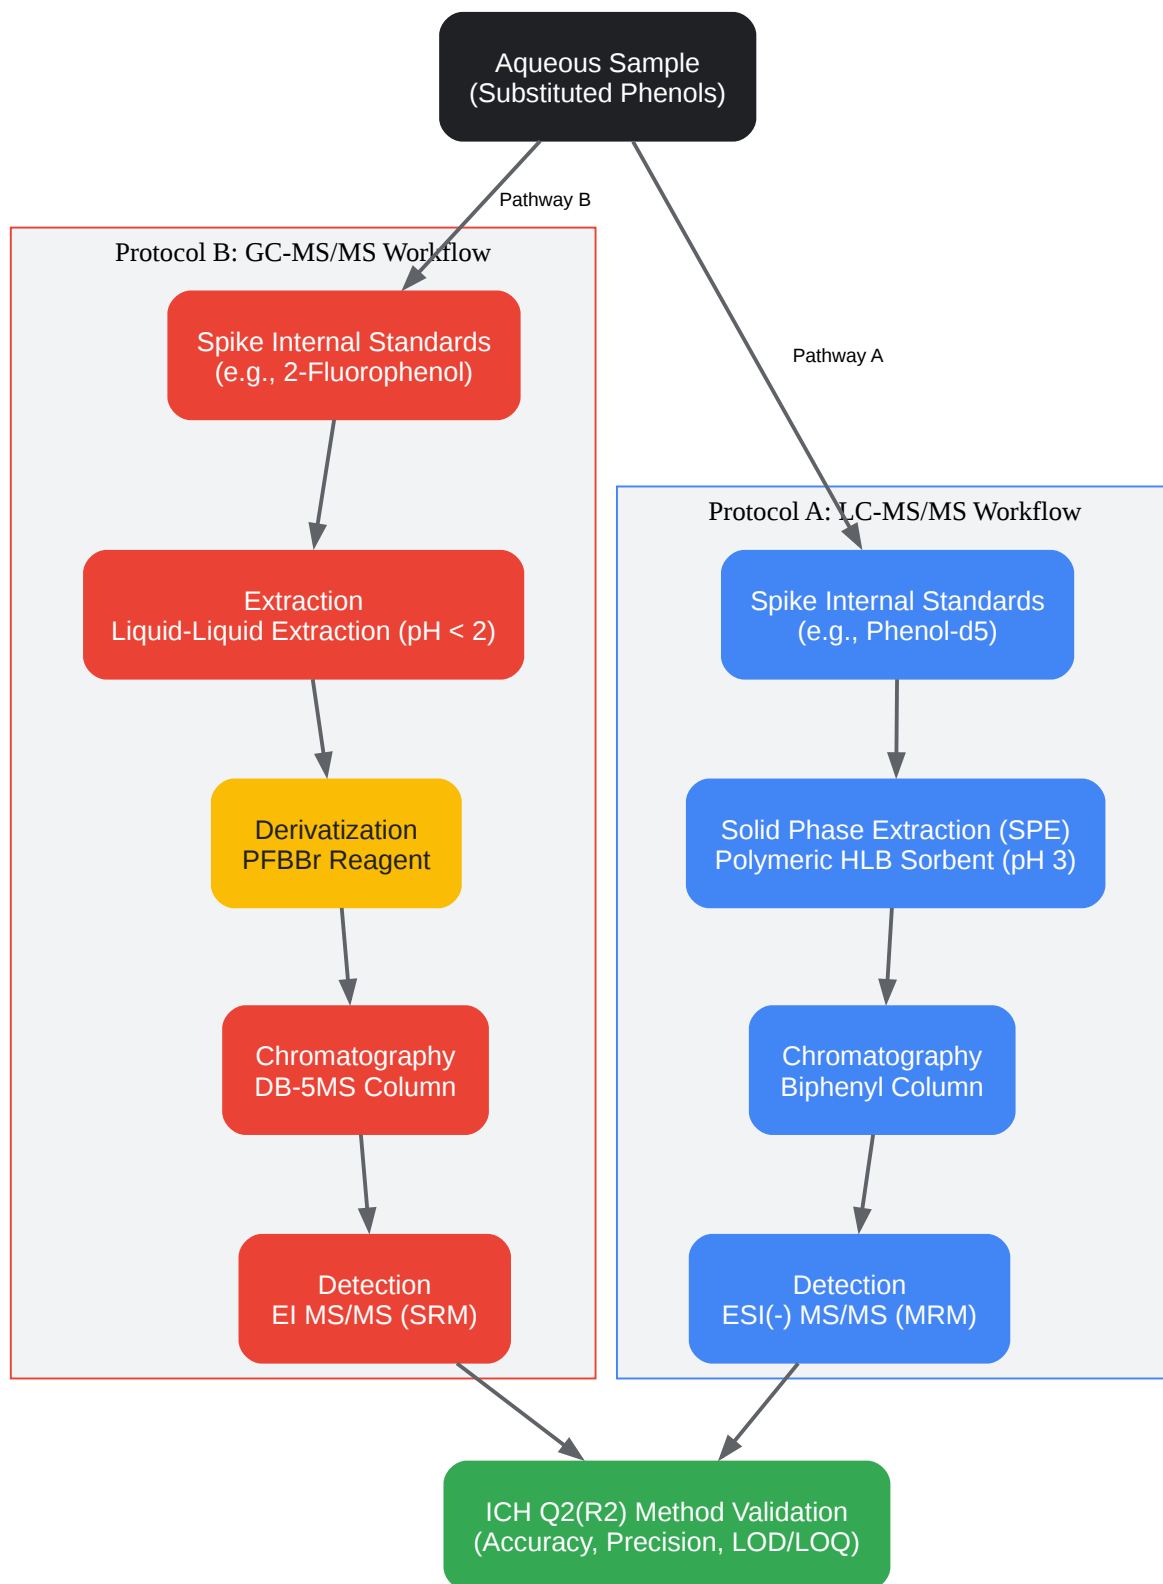 Aqueous Sample
(Substituted Phenols)
Pathway B
Protocol B: GC-MS/MS Workflow
Spike Internal Standards
(e.g., 2-Fluorophenol)
Extraction
Liquid-Liquid Extraction (pH < 2)
Derivatization
PFBBr Reagent
Chromatography
DB-5MS Column
Detection
EI MS/MS (SRM)
Pathway A
Protocol A: LC-MS/MS Workflow
Spike Internal Standards
(e.g., Phenol-d5)
Solid Phase Extraction (SPE)
Polymeric HLB Sorbent (pH 3)
Chromatography
Biphenyl Column
Detection
ESI(-) MS/MS (MRM)
ICH Q2(R2) Method Validation
(Accuracy, Precision, LOD/LOQ)